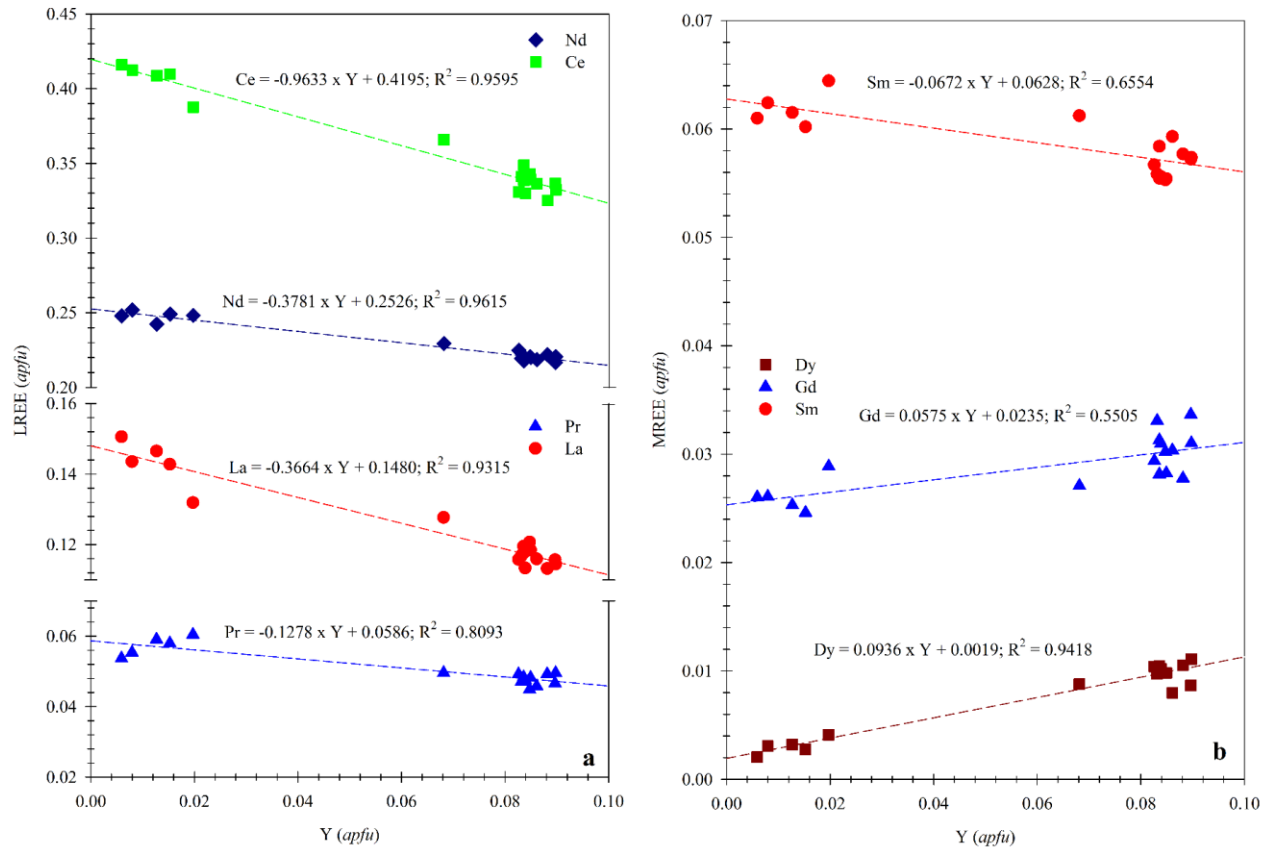 0.45
0.40
0.35
0.30
0.25
0.20
0.16
0.14
0.12
0.06
0.04
0.02
LREE (apfu)
Nd
Ce
Ce = -0.9633 x Y + 0.4195; R² = 0.9595
Nd = -0.3781 x Y + 0.2526; R² = 0.9615
Pr
La
La = -0.3664 x Y + 0.1480; R² = 0.9315
Pr = -0.1278 x Y + 0.0586; R² = 0.8093
a
0.00 0.02 0.04 0.06 0.08 0.10
Y (apfu)
0.07
0.06
0.05
0.04
0.03
0.02
0.01
0.00
MREE (apfu)
Sm = -0.0672 x Y + 0.0628; R² = 0.6554
Dy
Gd
Sm
Gd = 0.0575 x Y + 0.0235; R² = 0.5505
Dy = 0.0936 x Y + 0.0019; R² = 0.9418
b
0.00 0.02 0.04 0.06 0.08 0.10
Y (apfu)